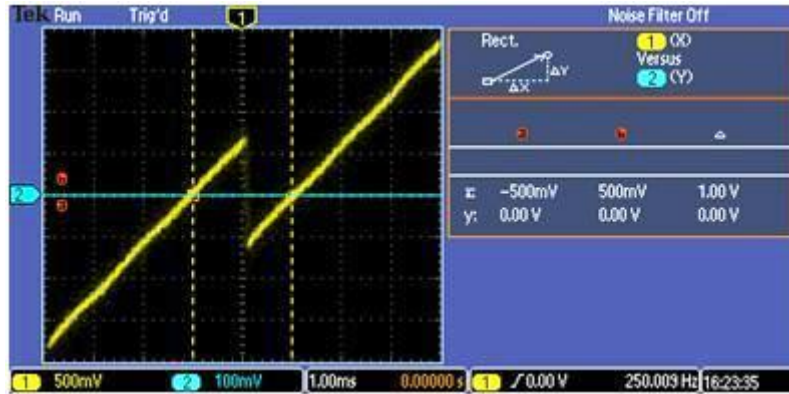 Tek Run Trig'd 1 Noise Filter Off
Rect. 1 (X)
Versus
2 (Y)
ΔY
ΔX
a b △
b
2
a
x: -500mV 500mV 1.00 V
y: 0.00 V 0.00 V 0.00 V
1 500mV 2 100mV 1.00ms 0.00000 s 1 ∫ 0.00 V 250.009 Hz 16:23:35